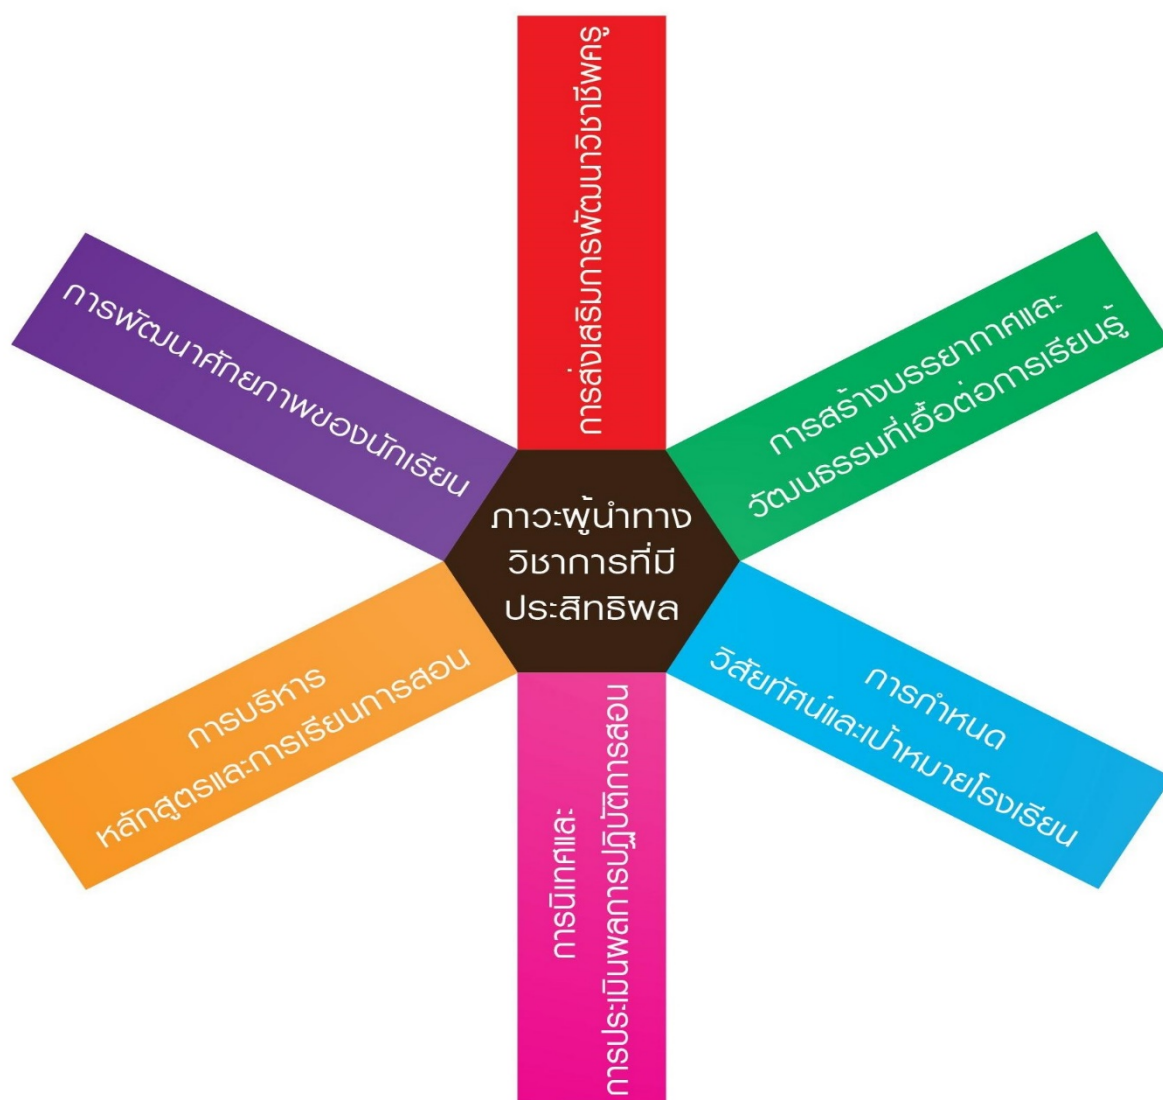 การส่งเสริมการพัฒนาวิชาชีพครู
การสร้างบรรยากาศและ
วัฒนธรรมที่เอื้อต่อการเรียนรู้
การกำหนด
วิสัยทัศน์และเป้าหมายโรงเรียน
การนิเทศและ
การประเมินผลการปฏิบัติการสอน
การบริหาร
หลักสูตรและการเรียนการสอน
การพัฒนาศักยภาพของนักเรียน
ภาวะผู้นำทาง
วิชาการที่มี
ประสิทธิผล